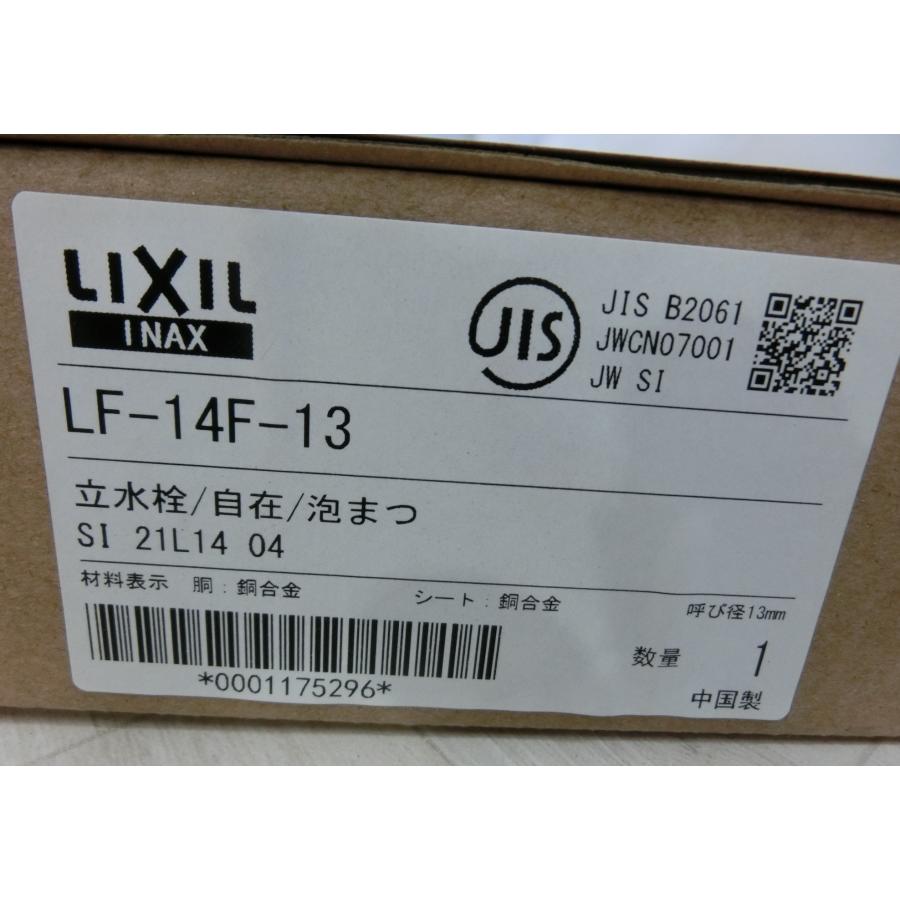 LIXIL
INAX
JIS
JIS B2061
JWCN07001
JW SI
LF-14F-13
立水栓/自在/泡まつ
SI 21L14 04
材料表示 胴:銅合金 シート:銅合金 呼び径13mm
*0001175296*
数量 1
中国製